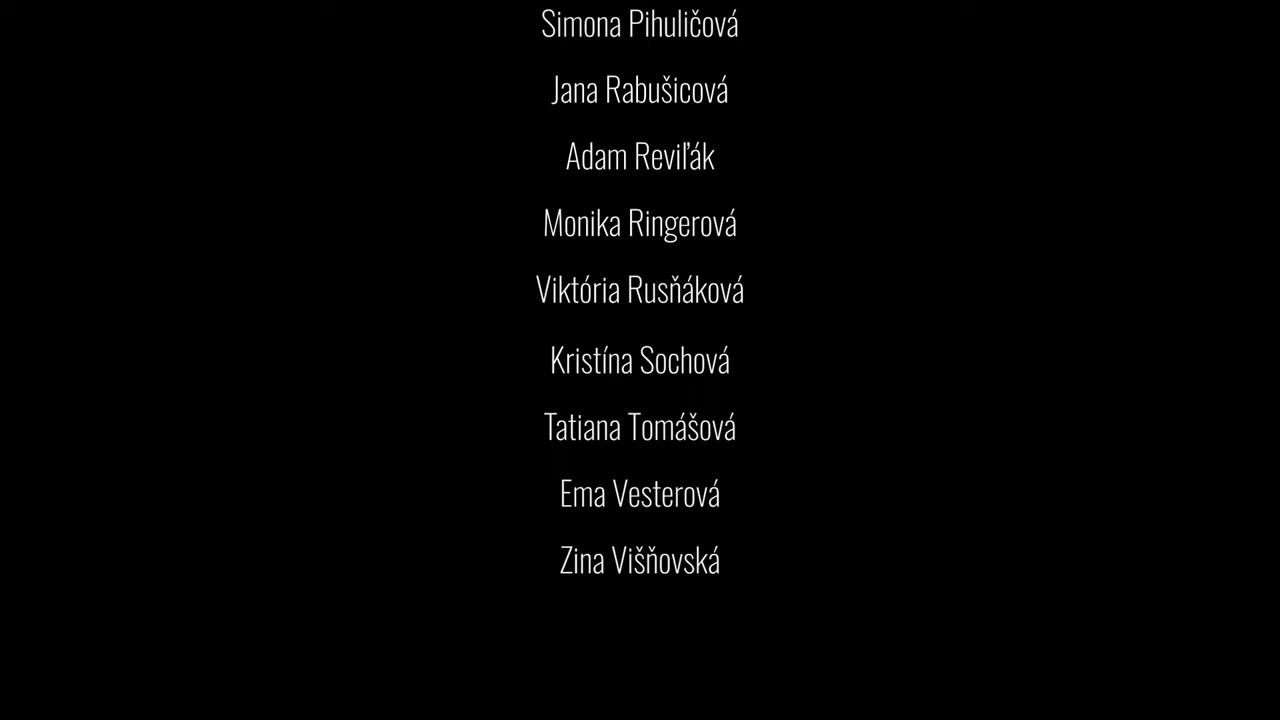 Simona Pihuličová
Jana Rabušicová
Adam Reviľák
Monika Ringerová
Viktória Rusňáková
Kristína Sochová
Tatiana Tomášová
Ema Vesterová
Zina Višňovská